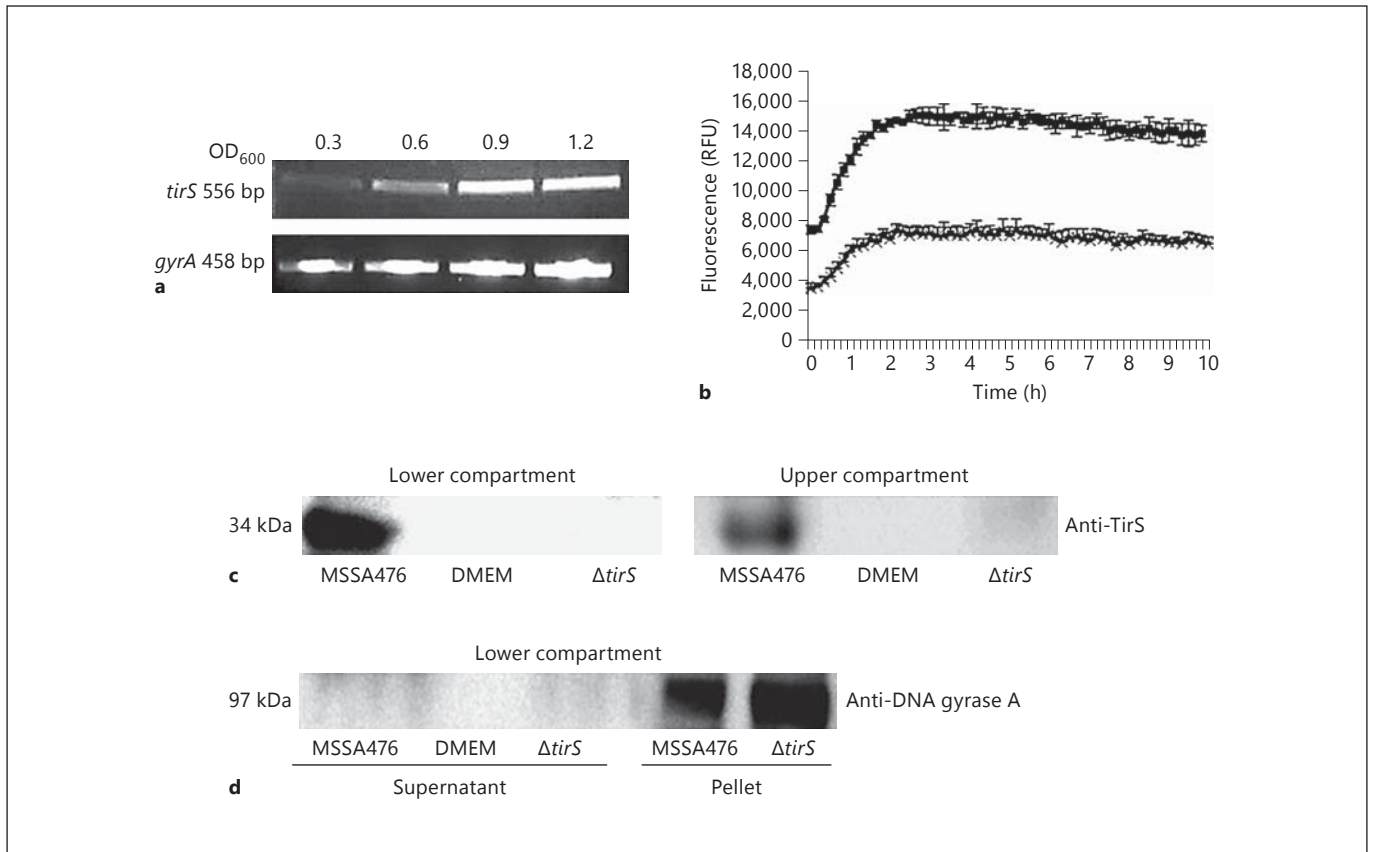 OD600 0.3 0.6 0.9 1.2
tirS 556 bp
gyrA 458 bp
a
18,000
16,000
14,000
12,000
10,000
8,000
6,000
4,000
2,000
0
Fluorescence (RFU)
0 1 2 3 4 5 6 7 8 9 10
Time (h)
b
Lower compartment
34 kDa
MSSA476 DMEM ΔtirS
c
Upper compartment
Anti-TirS
MSSA476 DMEM ΔtirS
Lower compartment
97 kDa
Anti-DNA gyrase A
MSSA476 DMEM ΔtirS MSSA476 ΔtirS
Supernatant Pellet
d